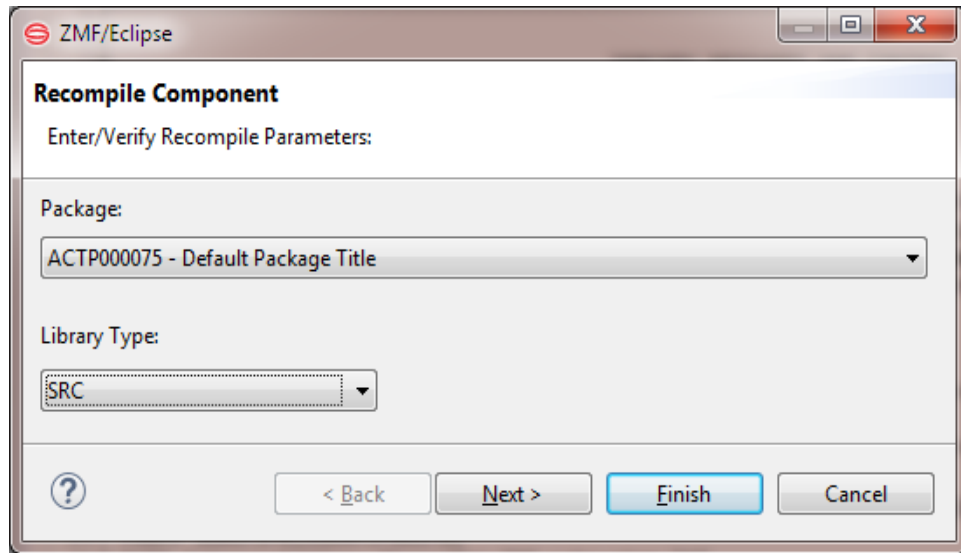 ZMF/Eclipse
Recompile Component
Enter/Verify Recompile Parameters:
Package:
ACTP000075 - Default Package Title
Library Type:
SRC
< Back Next > Finish Cancel